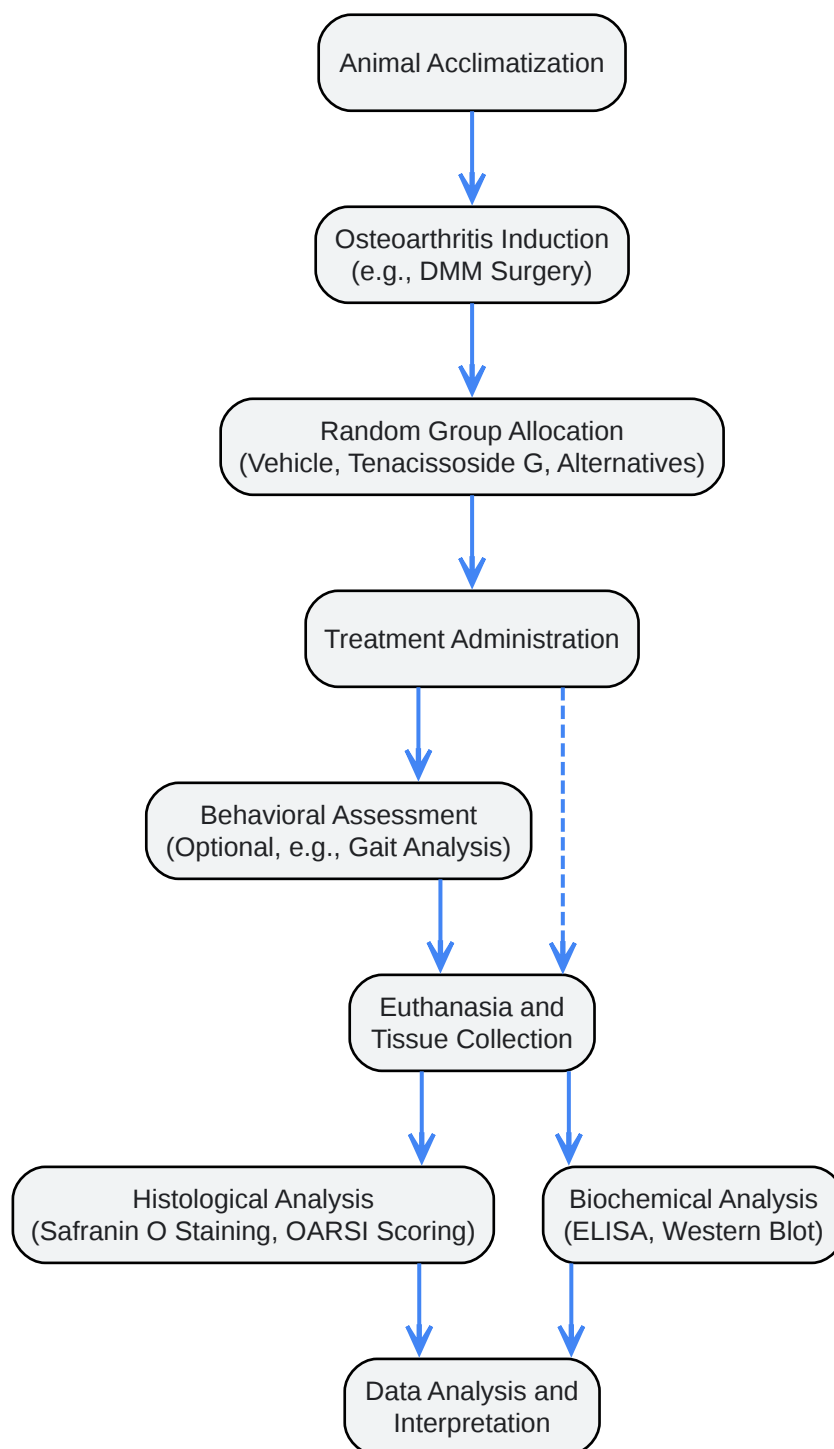 Animal Acclimatization
Osteoarthritis Induction
(e.g., DMM Surgery)
Random Group Allocation
(Vehicle, Tenacissoside G, Alternatives)
Treatment Administration
Behavioral Assessment
(Optional, e.g., Gait Analysis)
Euthanasia and
Tissue Collection
Histological Analysis
(Safranin O Staining, OARSI Scoring)
Biochemical Analysis
(ELISA, Western Blot)
Data Analysis and
Interpretation